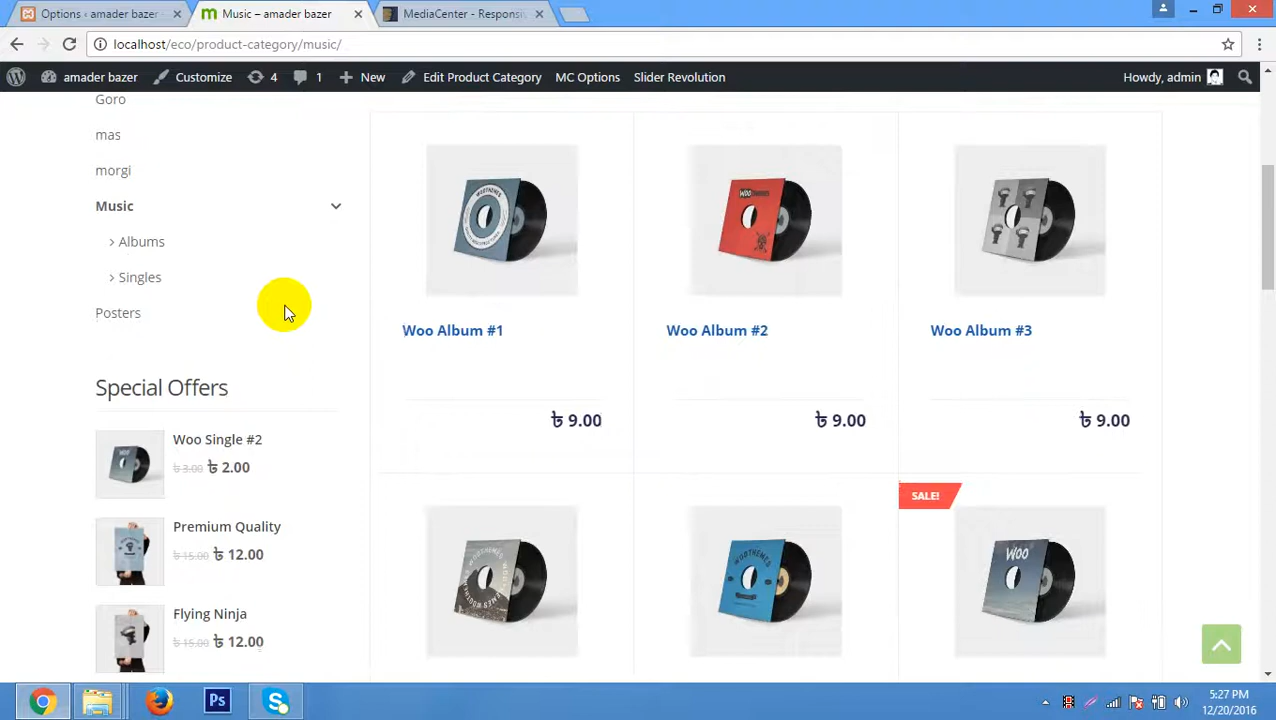 Options ‹ amader bazer -
Music – amader bazer
MediaCenter - Responsiv
localhost/eco/product-category/music/
amader bazer
Customize
4
1
New
Edit Product Category
MC Options
Slider Revolution
Howdy, admin
Goro
mas
morgi
Music
Albums
Singles
Posters
Special Offers
Woo Single #2
৳ 3.00 ৳ 2.00
Premium Quality
৳ 15.00 ৳ 12.00
Flying Ninja
৳ 15.00 ৳ 12.00
Woo Album #1
Woo Album #2
Woo Album #3
৳ 9.00
৳ 9.00
৳ 9.00
SALE!
WOOTHEMES
WOO
Ps
5:27 PM
12/20/2016